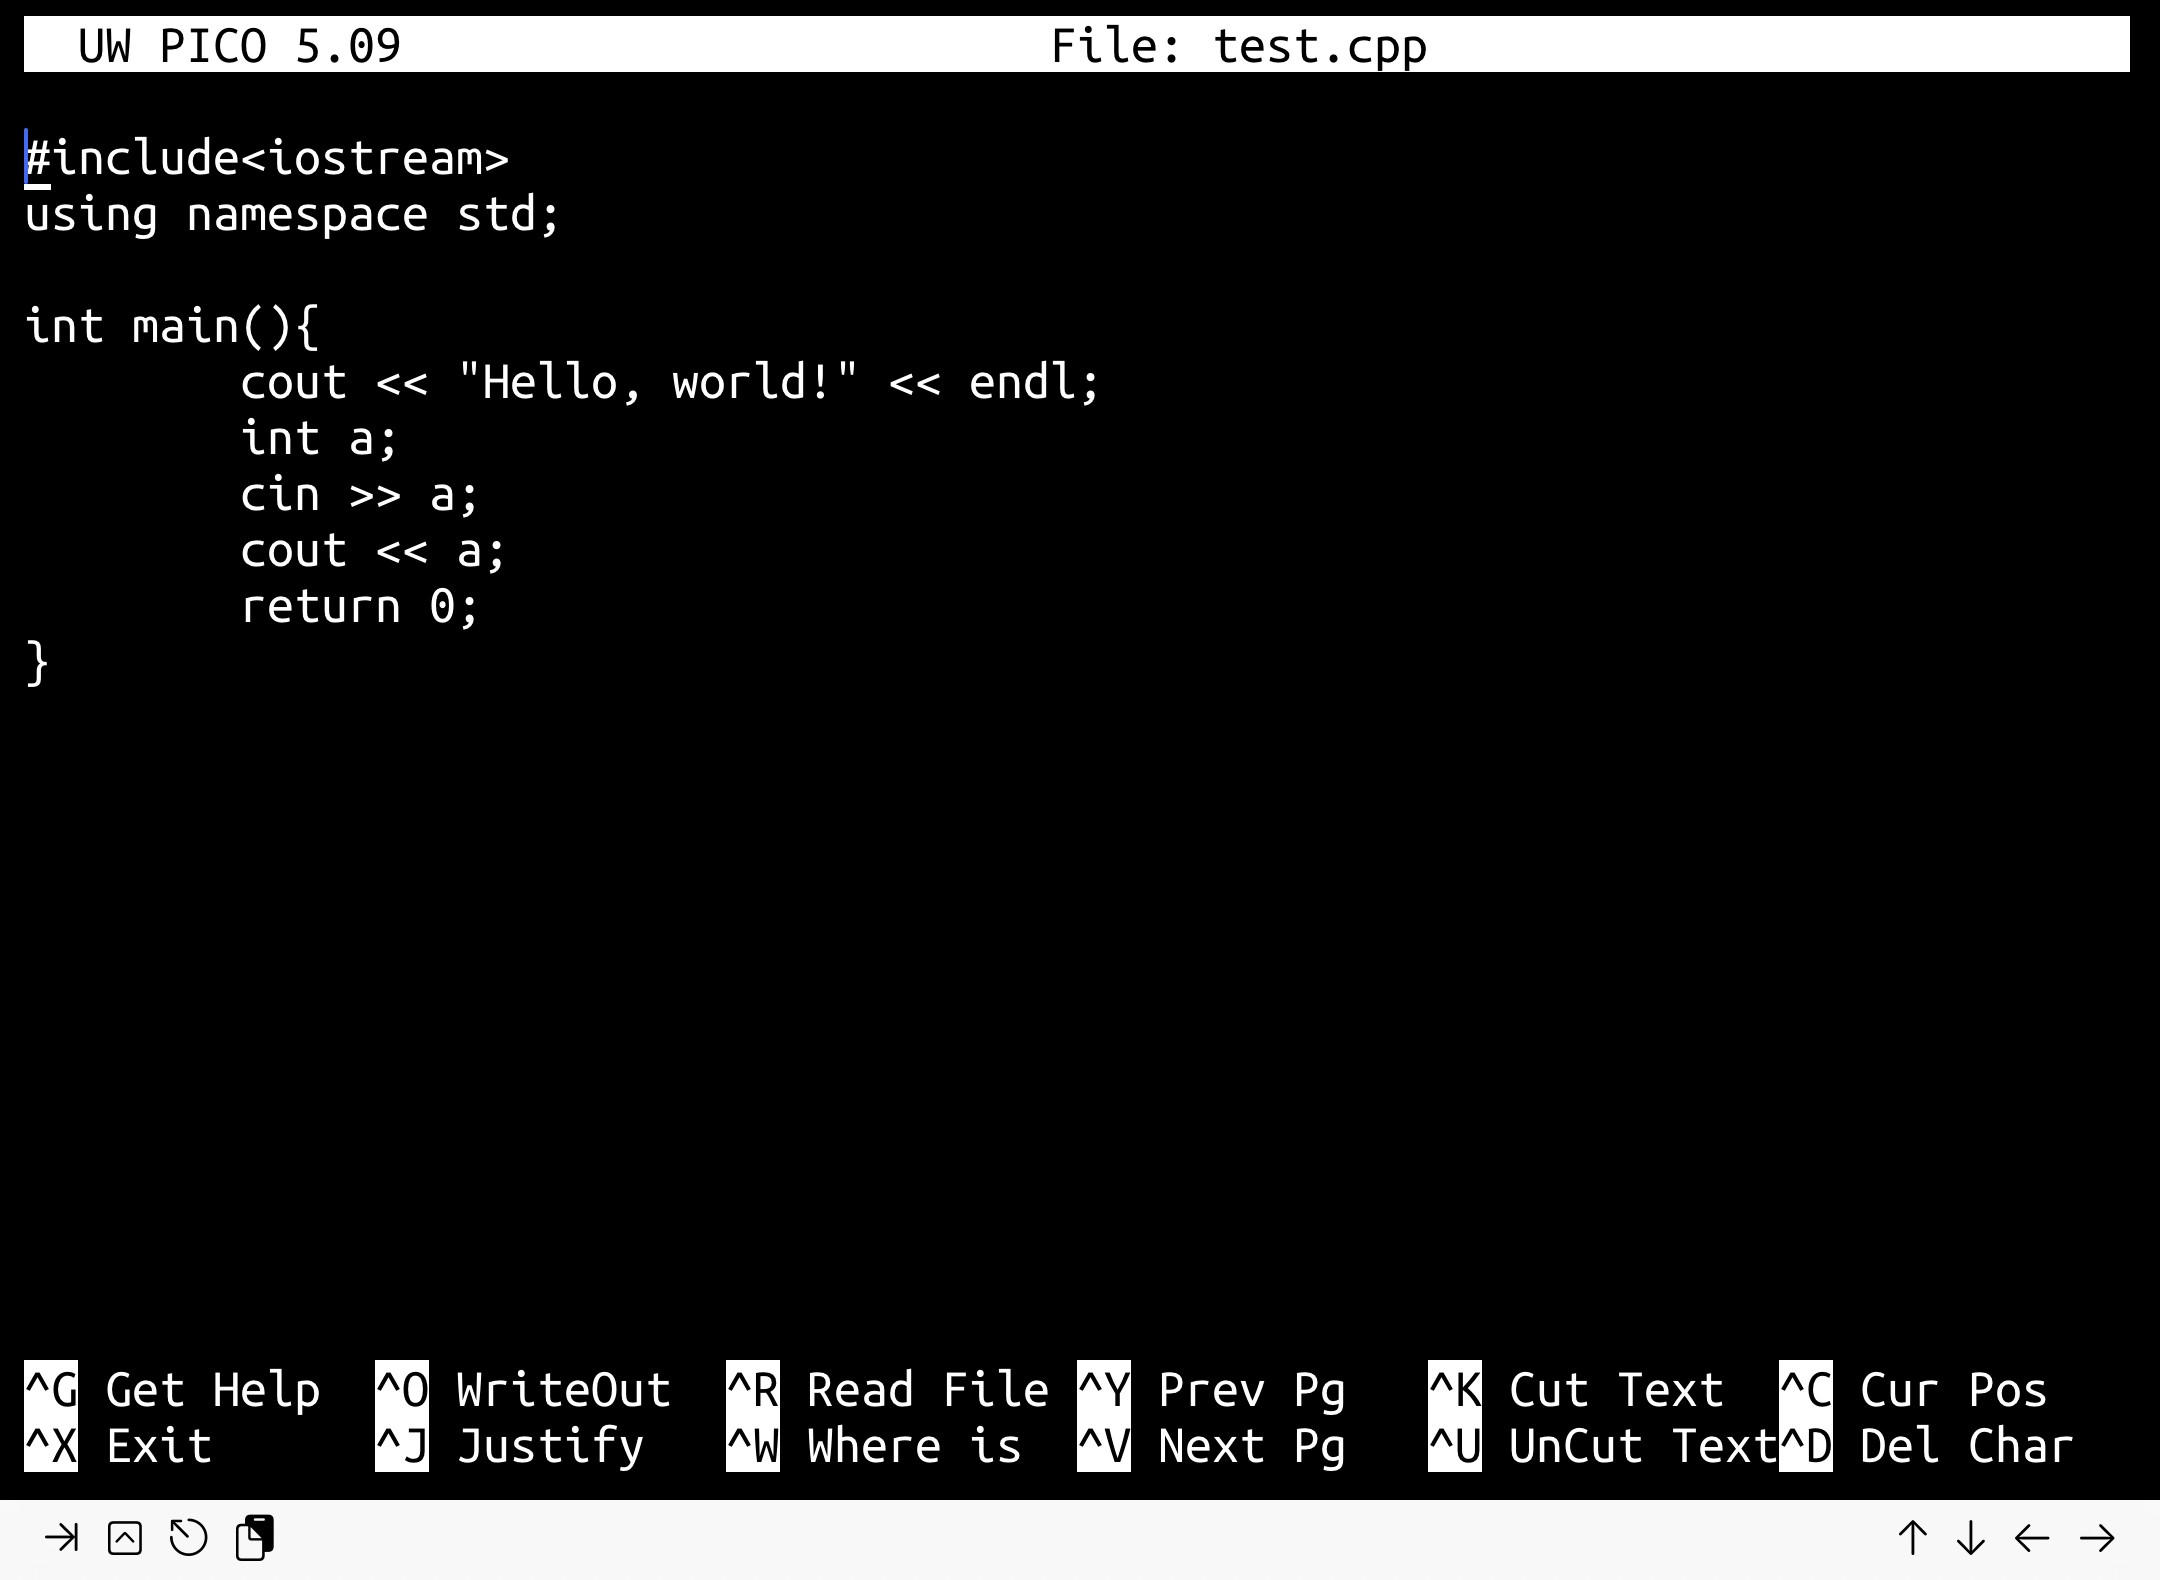 UW PICO 5.09 File: test.cpp
#include<iostream>
using namespace std;
int main(){
cout << "Hello, world!" << endl;
int a;
cin >> a;
cout << a;
return 0;
}
^G Get Help ^O WriteOut ^R Read File ^Y Prev Pg ^K Cut Text ^C Cur Pos
^X Exit ^J Justify ^W Where is ^V Next Pg ^U UnCut Text ^D Del Char